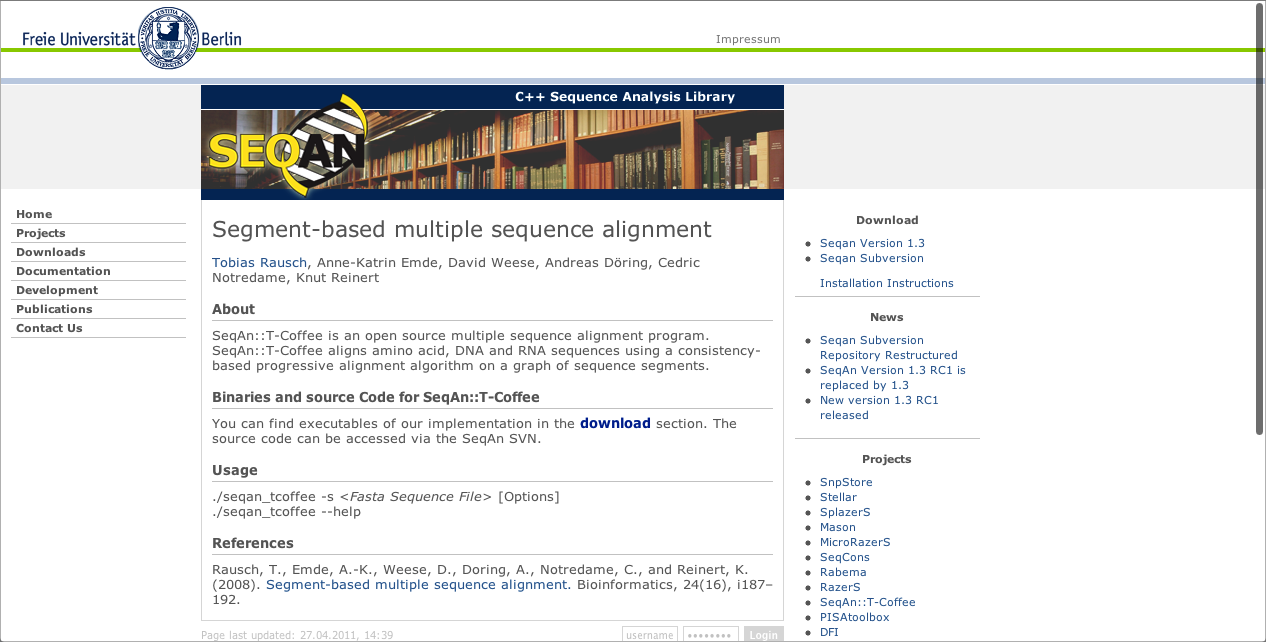 Freie Universität Berlin
Impressum
C++ Sequence Analysis Library
SEQAN
Home
Projects
Downloads
Documentation
Development
Publications
Contact Us
Segment-based multiple sequence alignment
Tobias Rausch, Anne-Katrin Emde, David Weese, Andreas Döring, Cedric
Notredame, Knut Reinert
About
SeqAn::T-Coffee is an open source multiple sequence alignment program.
SeqAn::T-Coffee aligns amino acid, DNA and RNA sequences using a consistency-
based progressive alignment algorithm on a graph of sequence segments.
Binaries and source Code for SeqAn::T-Coffee
You can find executables of our implementation in the download section. The
source code can be accessed via the SeqAn SVN.
Usage
./seqan_tcoffee -s <Fasta Sequence File> [Options]
./seqan_tcoffee --help
References
Rausch, T., Emde, A.-K., Weese, D., Doring, A., Notredame, C., and Reinert, K.
(2008). Segment-based multiple sequence alignment. Bioinformatics, 24(16), i187–
192.
Page last updated: 27.04.2011, 14:39
username
••••••••
Login
Download
Seqan Version 1.3
Seqan Subversion
Installation Instructions
News
Seqan Subversion
Repository Restructured
SeqAn Version 1.3 RC1 is
replaced by 1.3
New version 1.3 RC1
released
Projects
SnpStore
Stellar
SplazerS
Mason
MicroRazerS
SeqCons
Rabema
RazerS
SeqAn::T-Coffee
PISAtoolbox
DFI